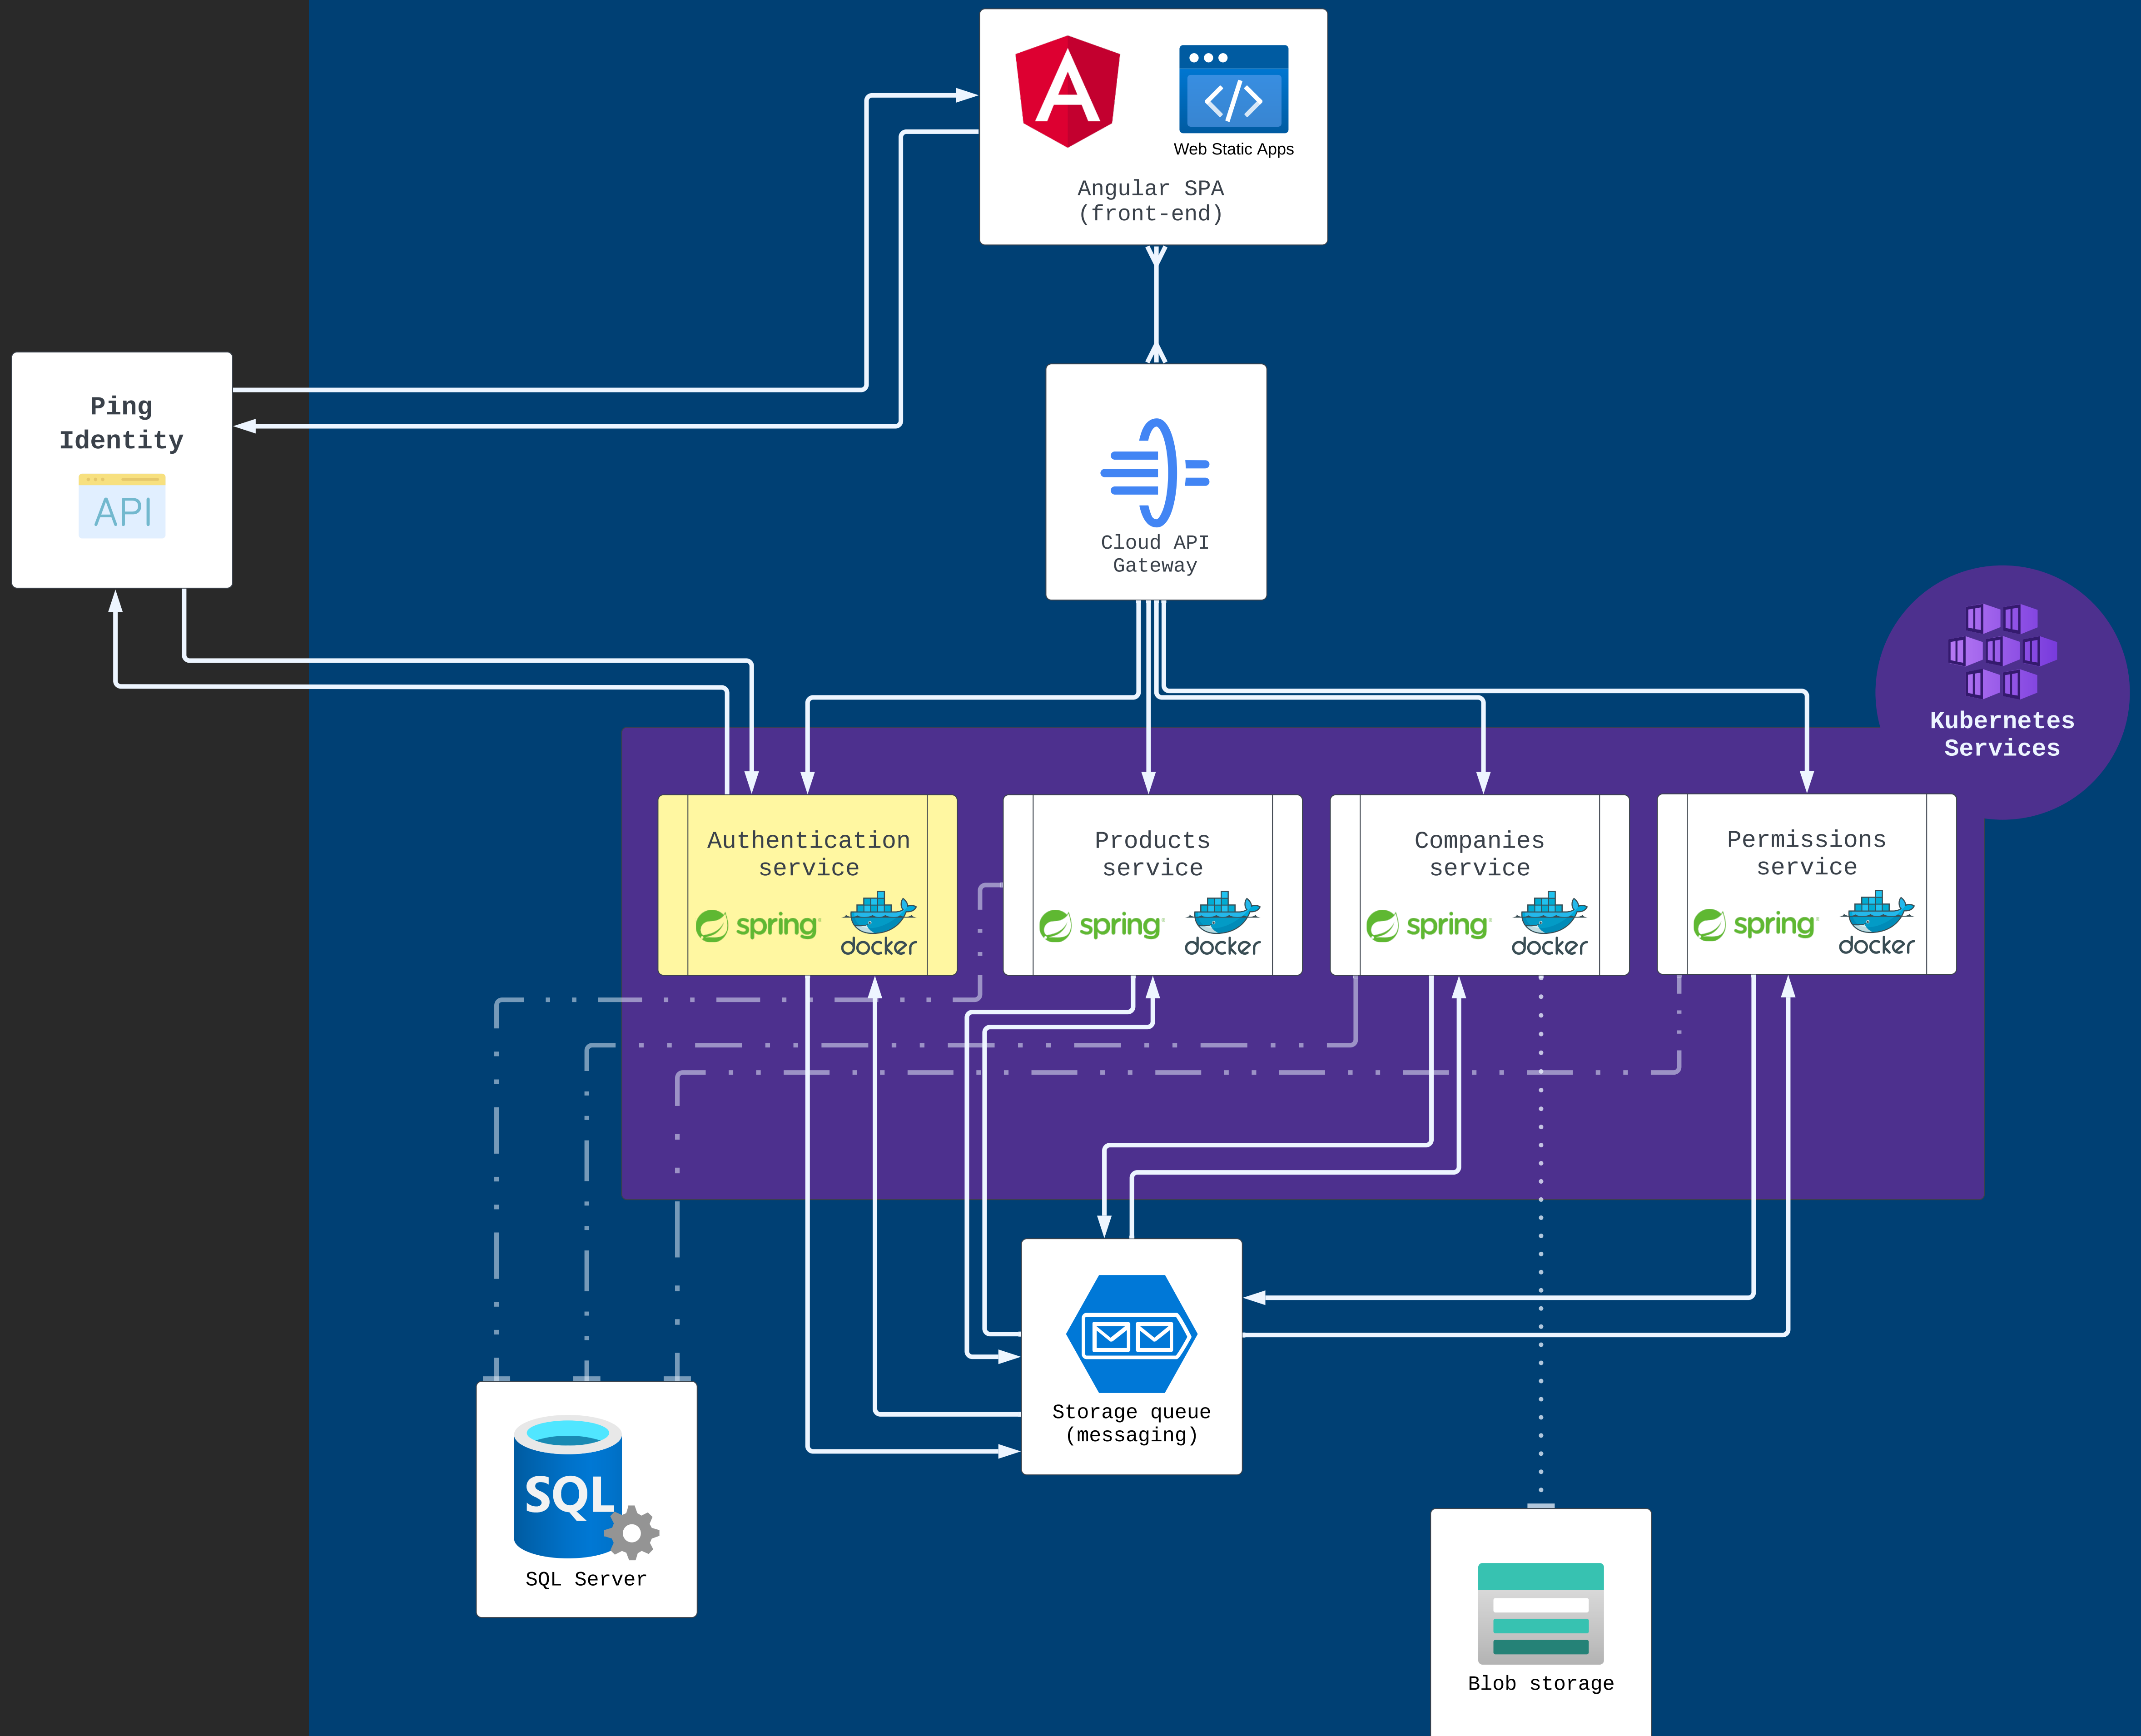 Web Static Apps
Angular SPA
(front-end)
Ping
Identity
API
Cloud API
Gateway
Kubernetes
Services
Authentication
service
spring
docker
Products
service
spring
docker
Companies
service
spring
docker
Permissions
service
spring
docker
Storage queue
(messaging)
SQL
SQL Server
Blob storage